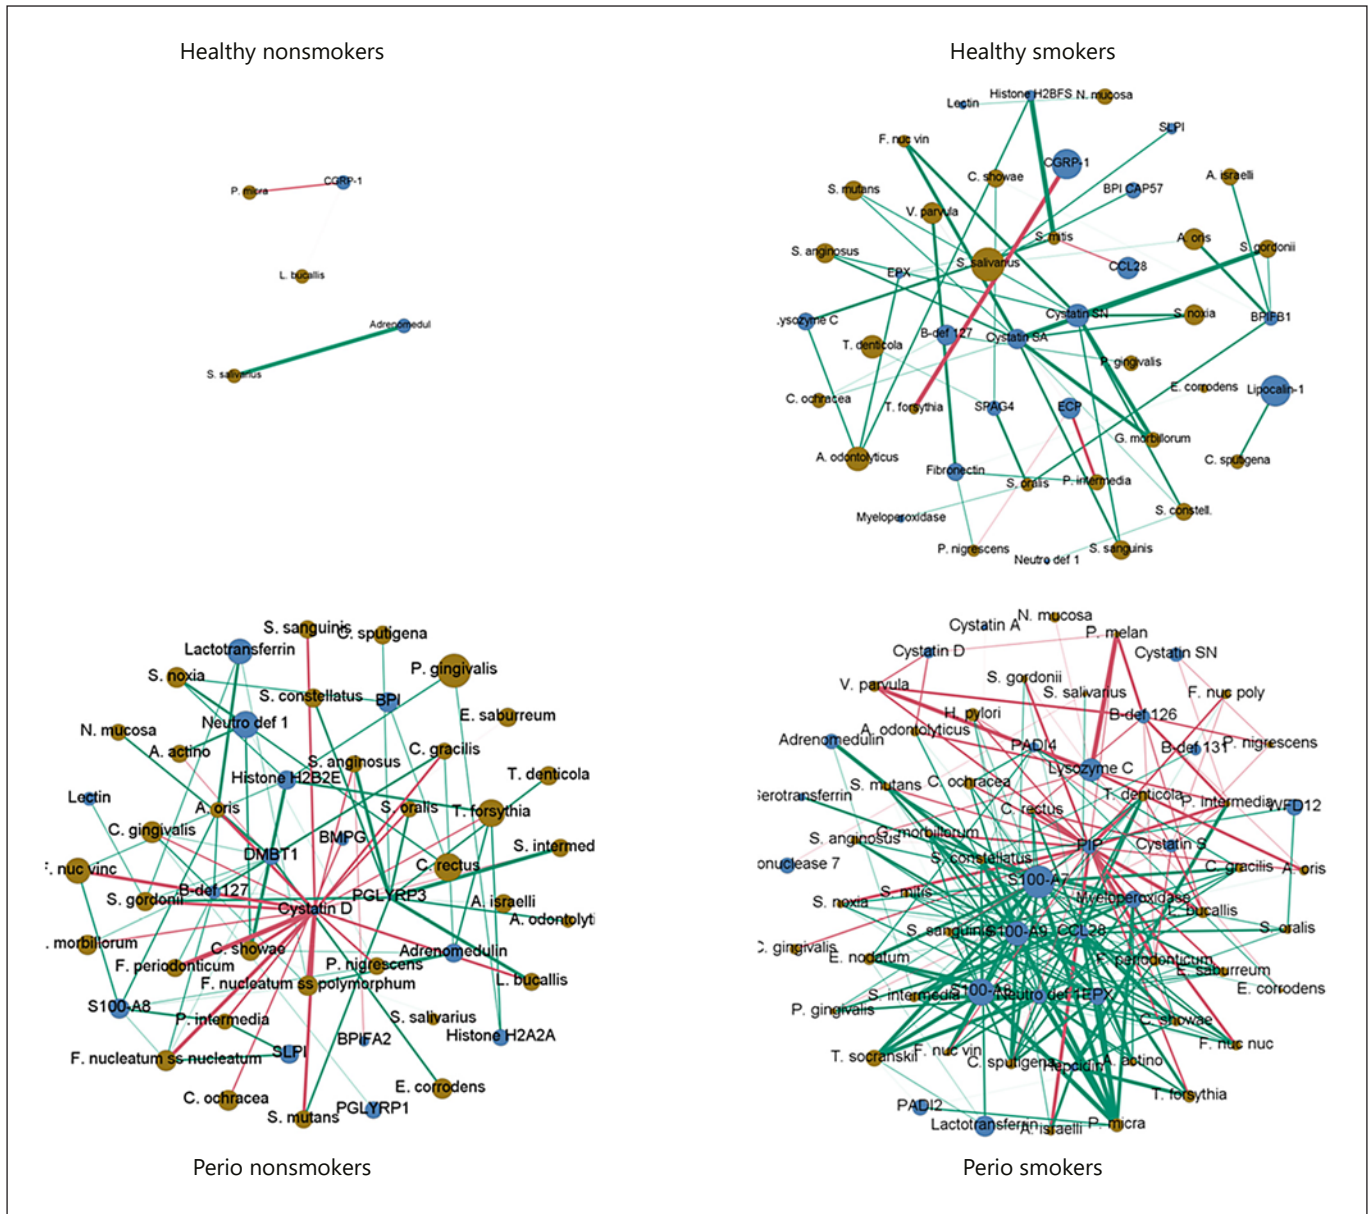 Healthy nonsmokers
P. micra
CGRP-1
L. bucallis
Adrenomedul
S. salivarius
Healthy smokers
Lectin
Histone H2BFS
N. mucosa
SLPI
F. nuc vin
CGRP-1
C. showae
A. israelli
S. mutans
BPI CAP57
V. parvula
S. mitis
A. oris
S. gordonii
S. anginosus
S. salivarius
CCL28
EPX
Cystatin SN
S. noxia
BPIFB1
ysozyme C
B-def 127
Cystatin SA
T. denticola
P. gingivalis
E. corrodens
Lipocalin-1
C. ochracea
T. forsythia
SPAG4
ECP
G. morbillorum
A. odontolyticus
C. sputigena
Fibronectin
S. oralis
P. intermedia
Myeloperoxidase
S. constell.
P. nigrescens
Neutro def 1
S. sanguinis
S. sanguinis
C. sputigena
Lactotransferrin
P. gingivalis
S. noxia
S. constellatus
BPI
E. saburreum
N. mucosa
Neutro def 1
A. actino
C. gracilis
S. anginosus
Histone H2B2E
T. denticola
Lectin
A. oris
S. oralis
T. forsythia
C. gingivalis
BMPG
S. intermed
DMBT1
C. rectus
F. nuc vinc
B-def 127
PGLYRP3
S. gordonii
Cystatin D
A. israelli
A. odontolyti
. morbillorum
C. showae
Adrenomedulin
F. periodonticum
P. nigrescens
F. nucleatum ss polymorphum
L. bucallis
S100-A8
P. intermedia
S. salivarius
BPIFA2
Histone H2A2A
F. nucleatum ss nucleatum
SLPI
E. corrodens
C. ochracea
PGLYRP1
S. mutans
Perio nonsmokers
N. mucosa
Cystatin A
P. melan
Cystatin D
Cystatin SN
V. parvula
S. gordonii
S. salivarius
F. nuc poly
H. pylori
B-def 126
A. odontolyticus
Adrenomedulin
PADI4
B-def 131
P. nigrescens
Lysozyme C
S. mutans
C. ochracea
T. denticola
P. Intermedia
WFD12
Serotransferrin
C. rectus
S. anginosus
G. morbillorum
PIP
Cystatin S
S. constellatus
onuclease 7
C. gracilis
A. oris
S100-A7
S. mitis
Myeloperoxidase
S. noxia
L. bucallis
S. sanguinis
S100-A9
CCL28
S. oralis
C. gingivalis
E. nodatum
F. periodonticum
E. saburreum
S. intermedia
S100-A8
Neutro def 1
EPX
E. corrodens
P. gingivalis
C. showae
T. socranskii
F. nuc vin
C. sputigena
Hepcidin
A. actino
F. nuc nuc
T. forsythia
PADI2
Lactotransferrin
A. israelli
P. micra
Perio smokers